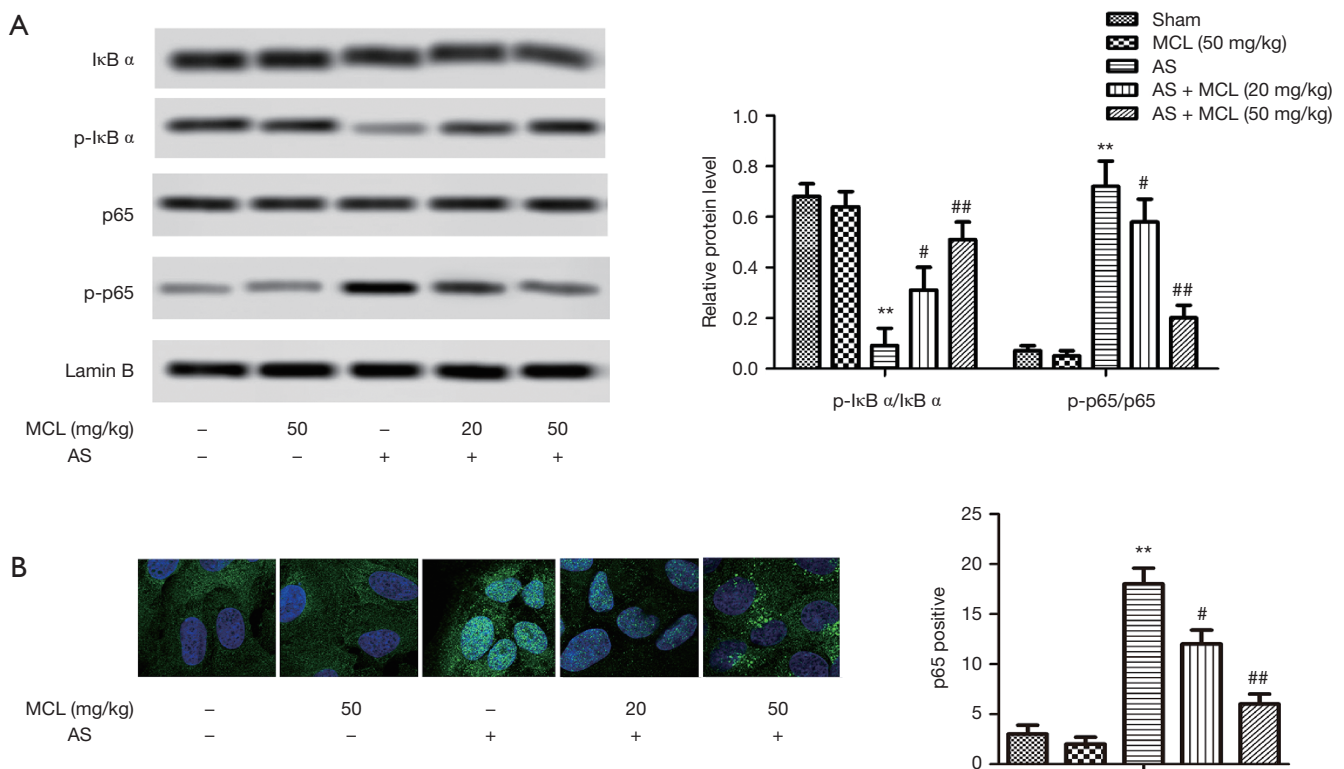 A
IκB α
p-IκB α
p65
p-p65
Lamin B
MCL (mg/kg) – 50 – 20 50
AS – – + + +
Sham
MCL (50 mg/kg)
AS
AS + MCL (20 mg/kg)
AS + MCL (50 mg/kg)
Relative protein level
1.0
0.8
0.6
0.4
0.2
0.0
**
#
##
**
#
##
p-IκB α/IκB α p-p65/p65
B
MCL (mg/kg) – 50 – 20 50
AS – – + + +
p65 positive
25
20
15
10
5
0
**
#
##